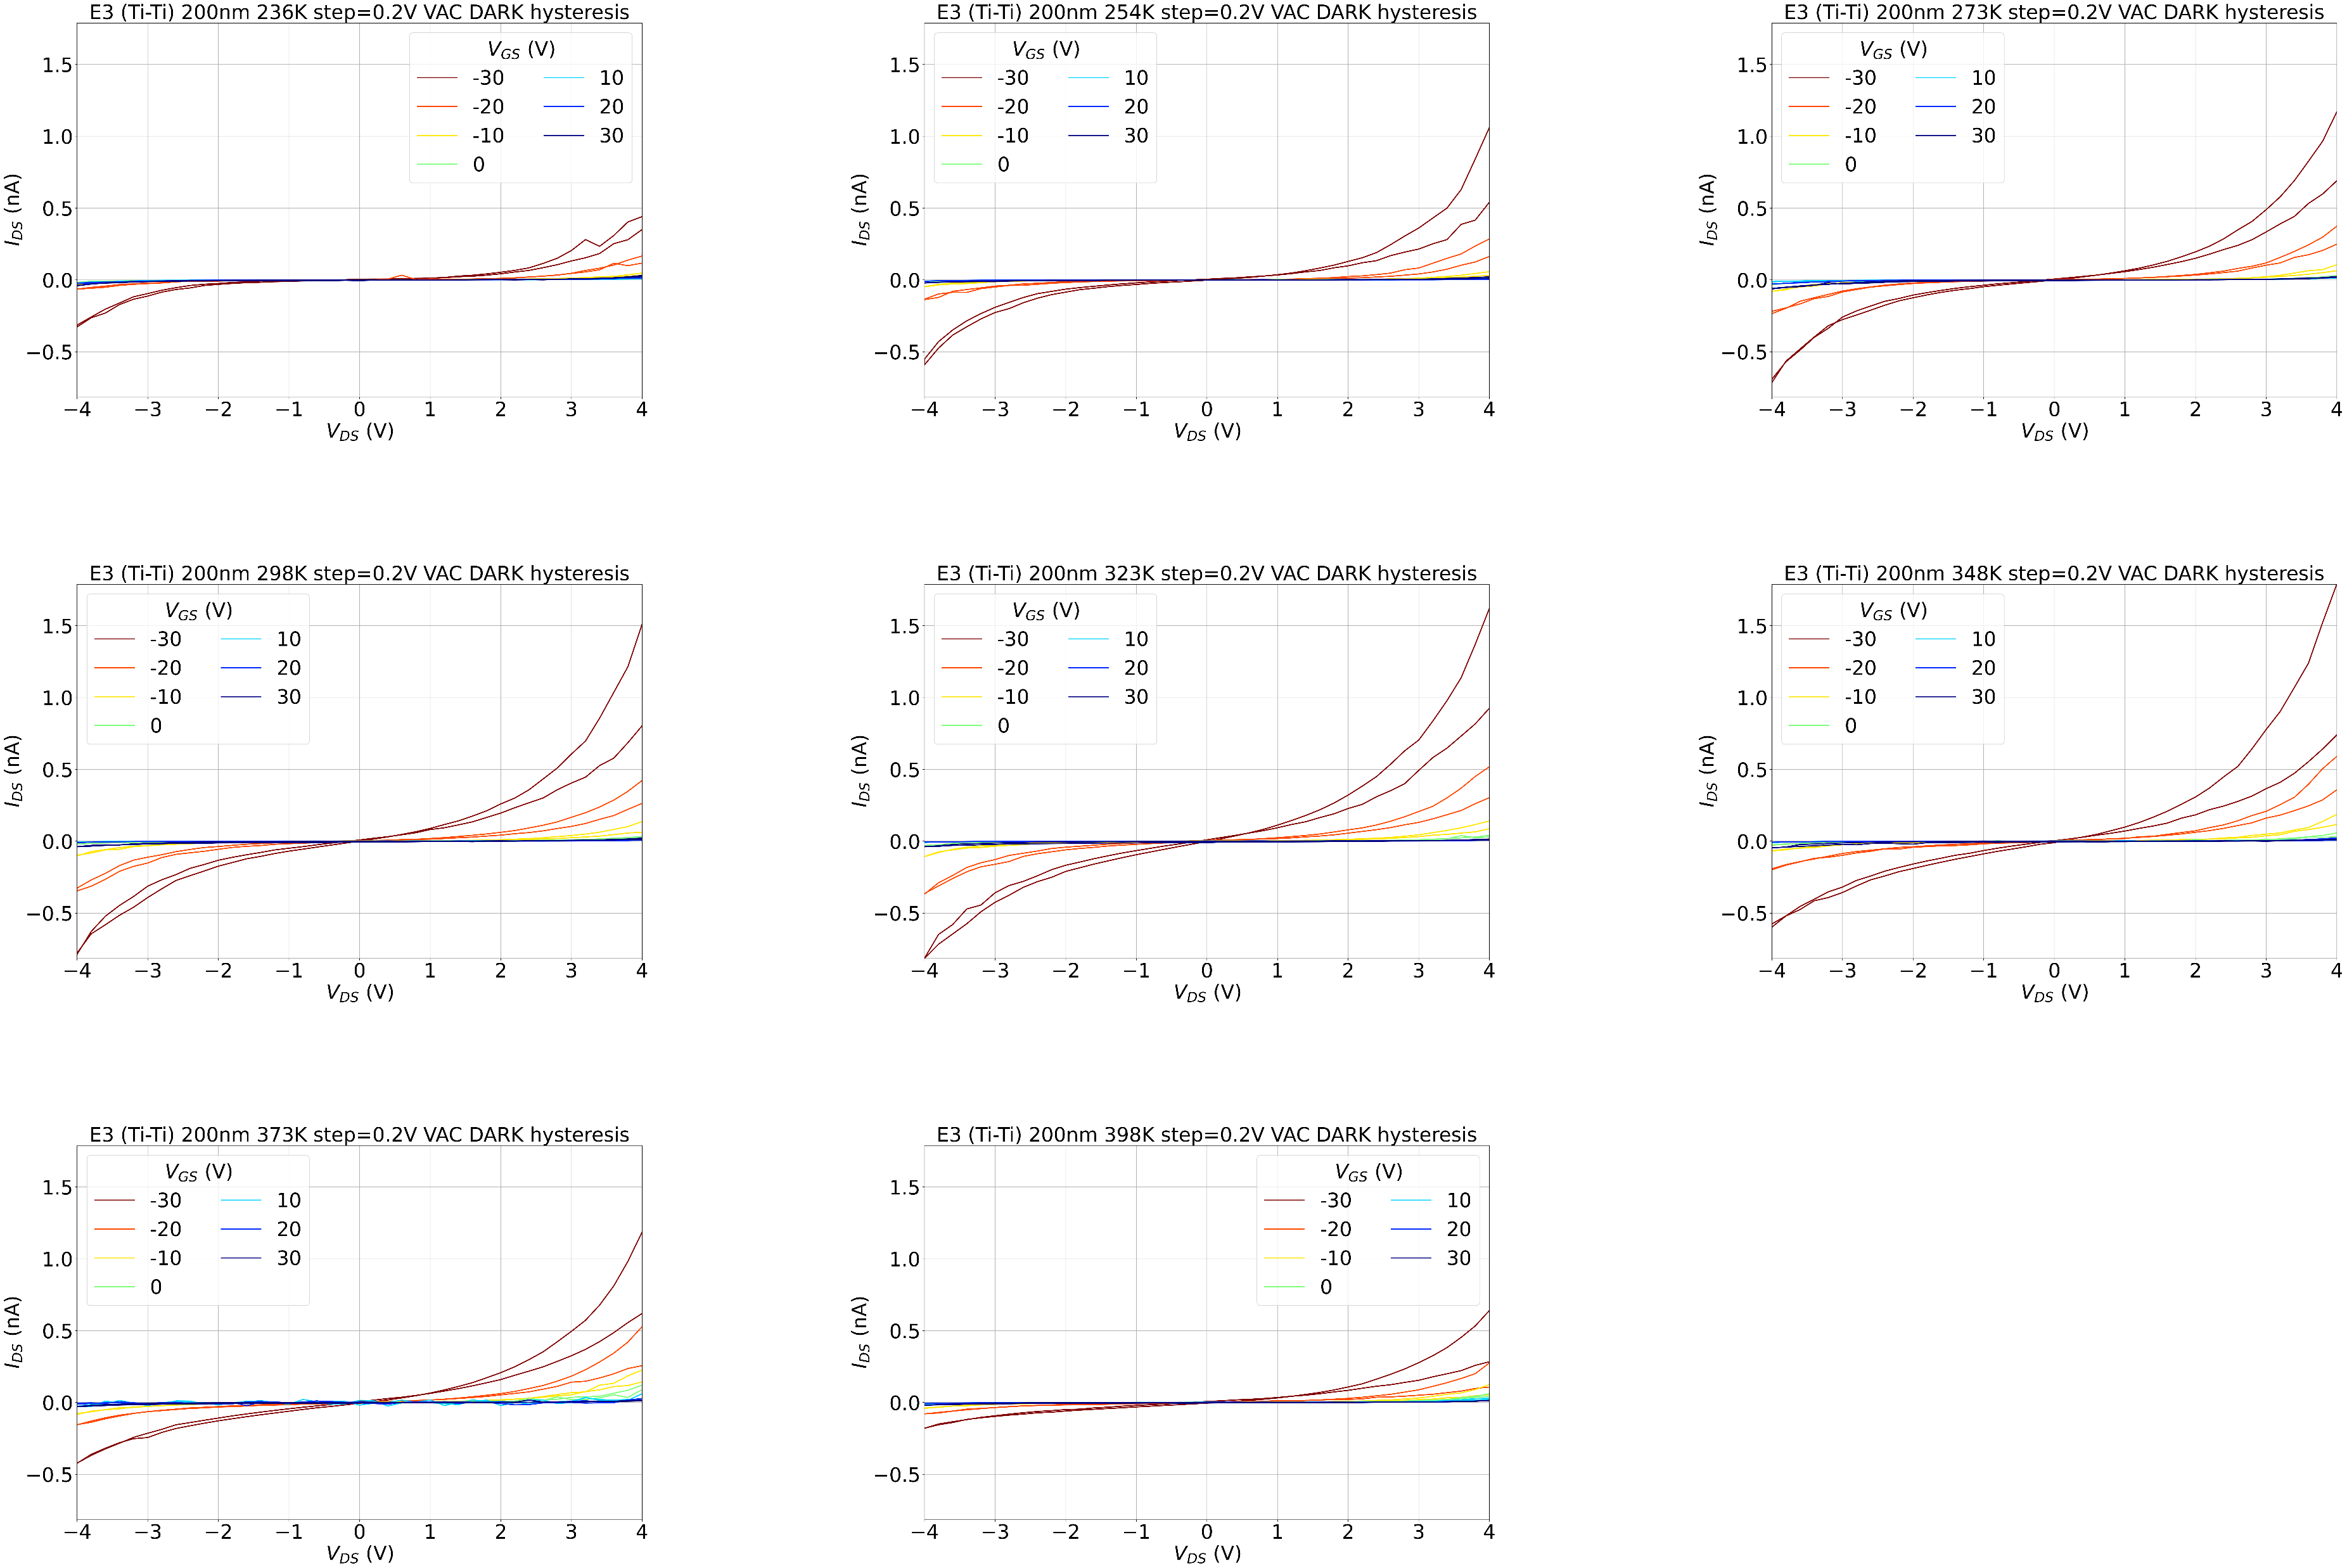 E3 (Ti-Ti) 200nm 236K step=0.2V VAC DARK hysteresis
V_GS (V)
-30 10
-20 20
-10 30
0
1.5
1.0
0.5
0.0
−0.5
I_DS (nA)
−4 −3 −2 −1 0 1 2 3 4
V_DS (V)
E3 (Ti-Ti) 200nm 254K step=0.2V VAC DARK hysteresis
V_GS (V)
-30 10
-20 20
-10 30
0
1.5
1.0
0.5
0.0
−0.5
I_DS (nA)
−4 −3 −2 −1 0 1 2 3 4
V_DS (V)
E3 (Ti-Ti) 200nm 273K step=0.2V VAC DARK hysteresis
V_GS (V)
-30 10
-20 20
-10 30
0
1.5
1.0
0.5
0.0
−0.5
I_DS (nA)
−4 −3 −2 −1 0 1 2 3 4
V_DS (V)
E3 (Ti-Ti) 200nm 298K step=0.2V VAC DARK hysteresis
V_GS (V)
-30 10
-20 20
-10 30
0
1.5
1.0
0.5
0.0
−0.5
I_DS (nA)
−4 −3 −2 −1 0 1 2 3 4
V_DS (V)
E3 (Ti-Ti) 200nm 323K step=0.2V VAC DARK hysteresis
V_GS (V)
-30 10
-20 20
-10 30
0
1.5
1.0
0.5
0.0
−0.5
I_DS (nA)
−4 −3 −2 −1 0 1 2 3 4
V_DS (V)
E3 (Ti-Ti) 200nm 348K step=0.2V VAC DARK hysteresis
V_GS (V)
-30 10
-20 20
-10 30
0
1.5
1.0
0.5
0.0
−0.5
I_DS (nA)
−4 −3 −2 −1 0 1 2 3 4
V_DS (V)
E3 (Ti-Ti) 200nm 373K step=0.2V VAC DARK hysteresis
V_GS (V)
-30 10
-20 20
-10 30
0
1.5
1.0
0.5
0.0
−0.5
I_DS (nA)
−4 −3 −2 −1 0 1 2 3 4
V_DS (V)
E3 (Ti-Ti) 200nm 398K step=0.2V VAC DARK hysteresis
V_GS (V)
-30 10
-20 20
-10 30
0
1.5
1.0
0.5
0.0
−0.5
I_DS (nA)
−4 −3 −2 −1 0 1 2 3 4
V_DS (V)